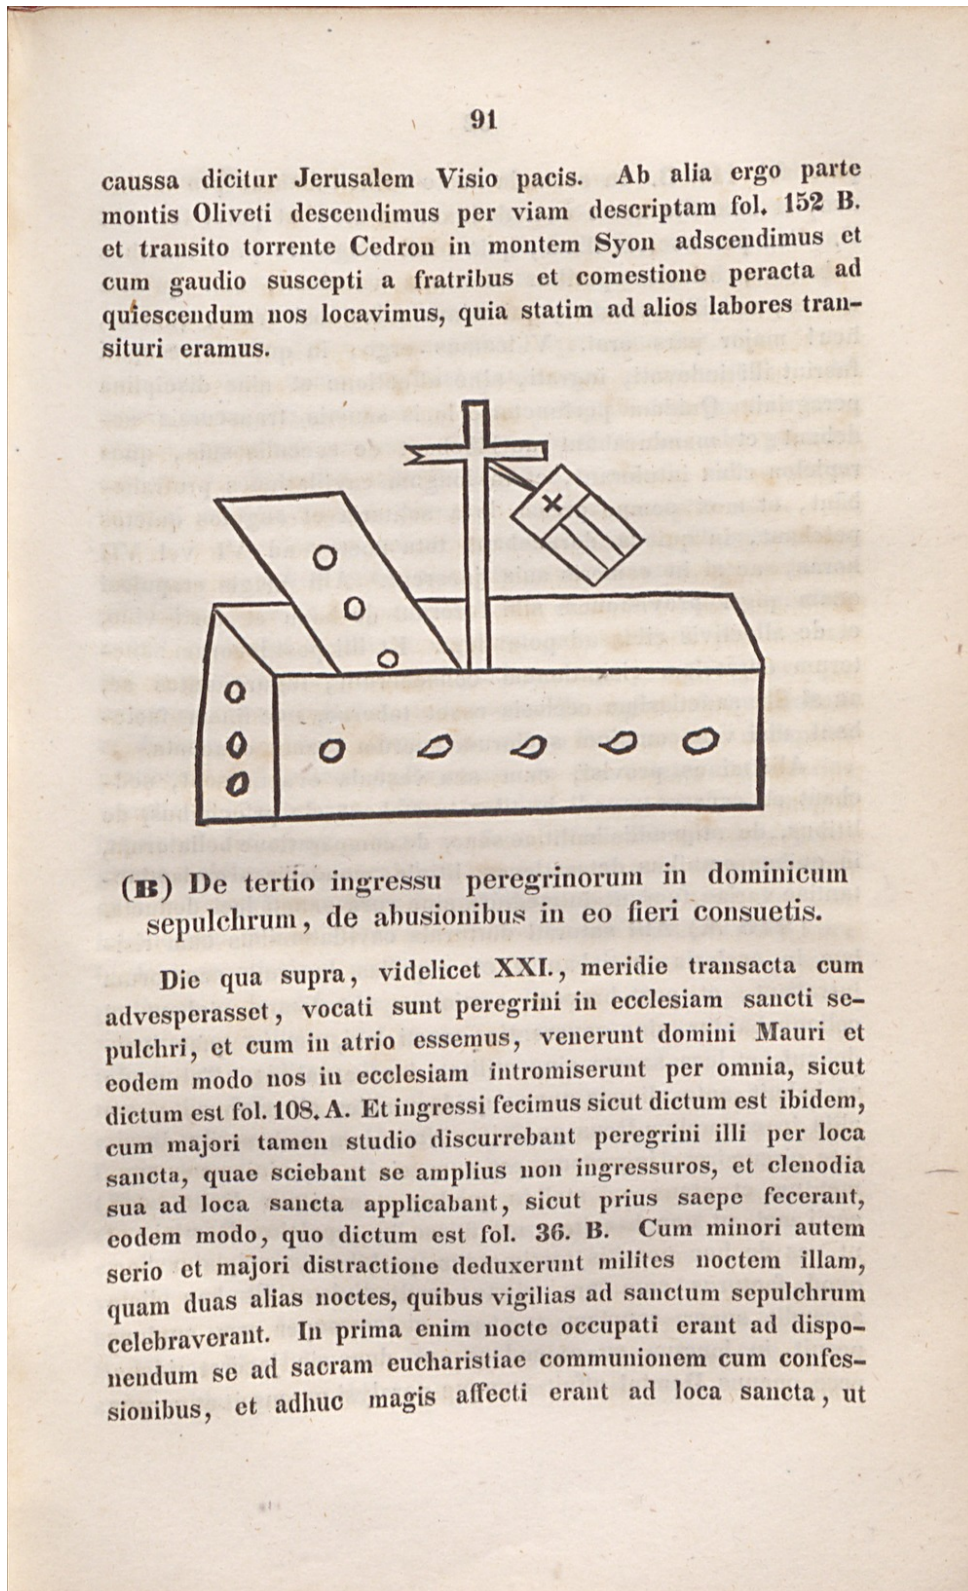 91
caussa dicitur Jerusalem Visio pacis. Ab alia ergo parte
montis Oliveti descendimus per viam descriptam fol. 152 B.
et transito torrente Cedron in montem Syon adscendimus et
cum gaudio suscepti a fratribus et comestione peracta ad
quiescendum nos locavimus, quia statim ad alios labores tran-
situri eramus.
(B) De tertio ingressu peregrinorum in dominicum
sepulchrum, de abusionibus in eo fieri consuetis.
Die qua supra, videlicet XXI., meridie transacta cum
advesperasset, vocati sunt peregrini in ecclesiam sancti se-
pulchri, et cum in atrio essemus, venerunt domini Mauri et
eodem modo nos in ecclesiam intromiserunt per omnia, sicut
dictum est fol. 108. A. Et ingressi fecimus sicut dictum est ibidem,
cum majori tamen studio discurrebant peregrini illi per loca
sancta, quae sciebant se amplius non ingressuros, et clenodia
sua ad loca sancta applicabant, sicut prius saepe fecerant,
eodem modo, quo dictum est fol. 36. B. Cum minori autem
serio et majori distractione deduxerunt milites noctem illam,
quam duas alias noctes, quibus vigilias ad sanctum sepulchrum
celebraverant. In prima enim nocte occupati erant ad dispo-
nendum se ad sacram eucharistiae communionem cum confes-
sionibus, et adhuc magis affecti erant ad loca sancta, ut